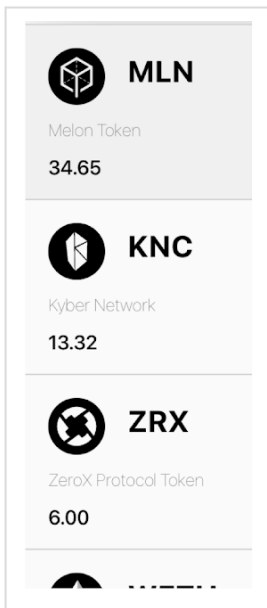 MLN
Melon Token
34.65
KNC
Kyber Network
13.32
ZRX
ZeroX Protocol Token
6.00